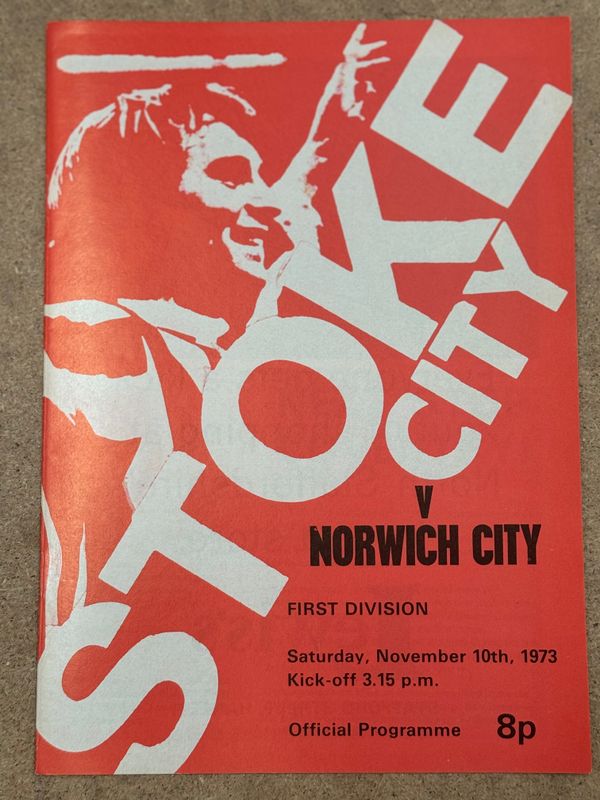 STOKE
CITY
V
NORWICH CITY
FIRST DIVISION
Saturday, November 10th, 1973
Kick-off 3.15 p.m.
Official Programme 8p